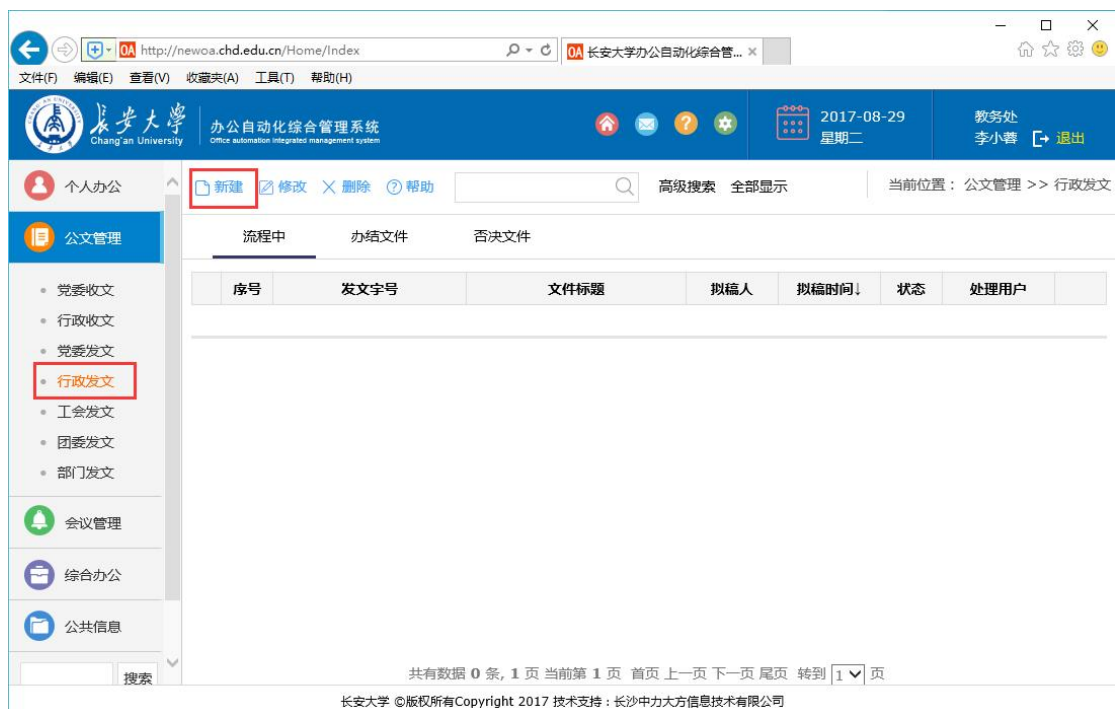 http://newoa.chd.edu.cn/Home/Index
OA 长安大学办公自动化综合管... ×
文件(F) 编辑(E) 查看(V) 收藏夹(A) 工具(T) 帮助(H)
长安大学
Chang'an University
办公自动化综合管理系统
Office automation integrated management system
2017-08-29
星期二
教务处
李小蓉 退出
个人办公
新建 修改 删除 帮助
高级搜索 全部显示
当前位置： 公文管理 >> 行政发文
公文管理
流程中 办结文件 否决文件
序号 发文字号 文件标题 拟稿人 拟稿时间↓ 状态 处理用户
党委收文
行政收文
党委发文
行政发文
工会发文
团委发文
部门发文
会议管理
综合办公
公共信息
搜索
共有数据 0 条, 1 页 当前第 1 页 首页 上一页 下一页 尾页 转到 1 页
长安大学 ©版权所有Copyright 2017 技术支持：长沙中力大方信息技术有限公司